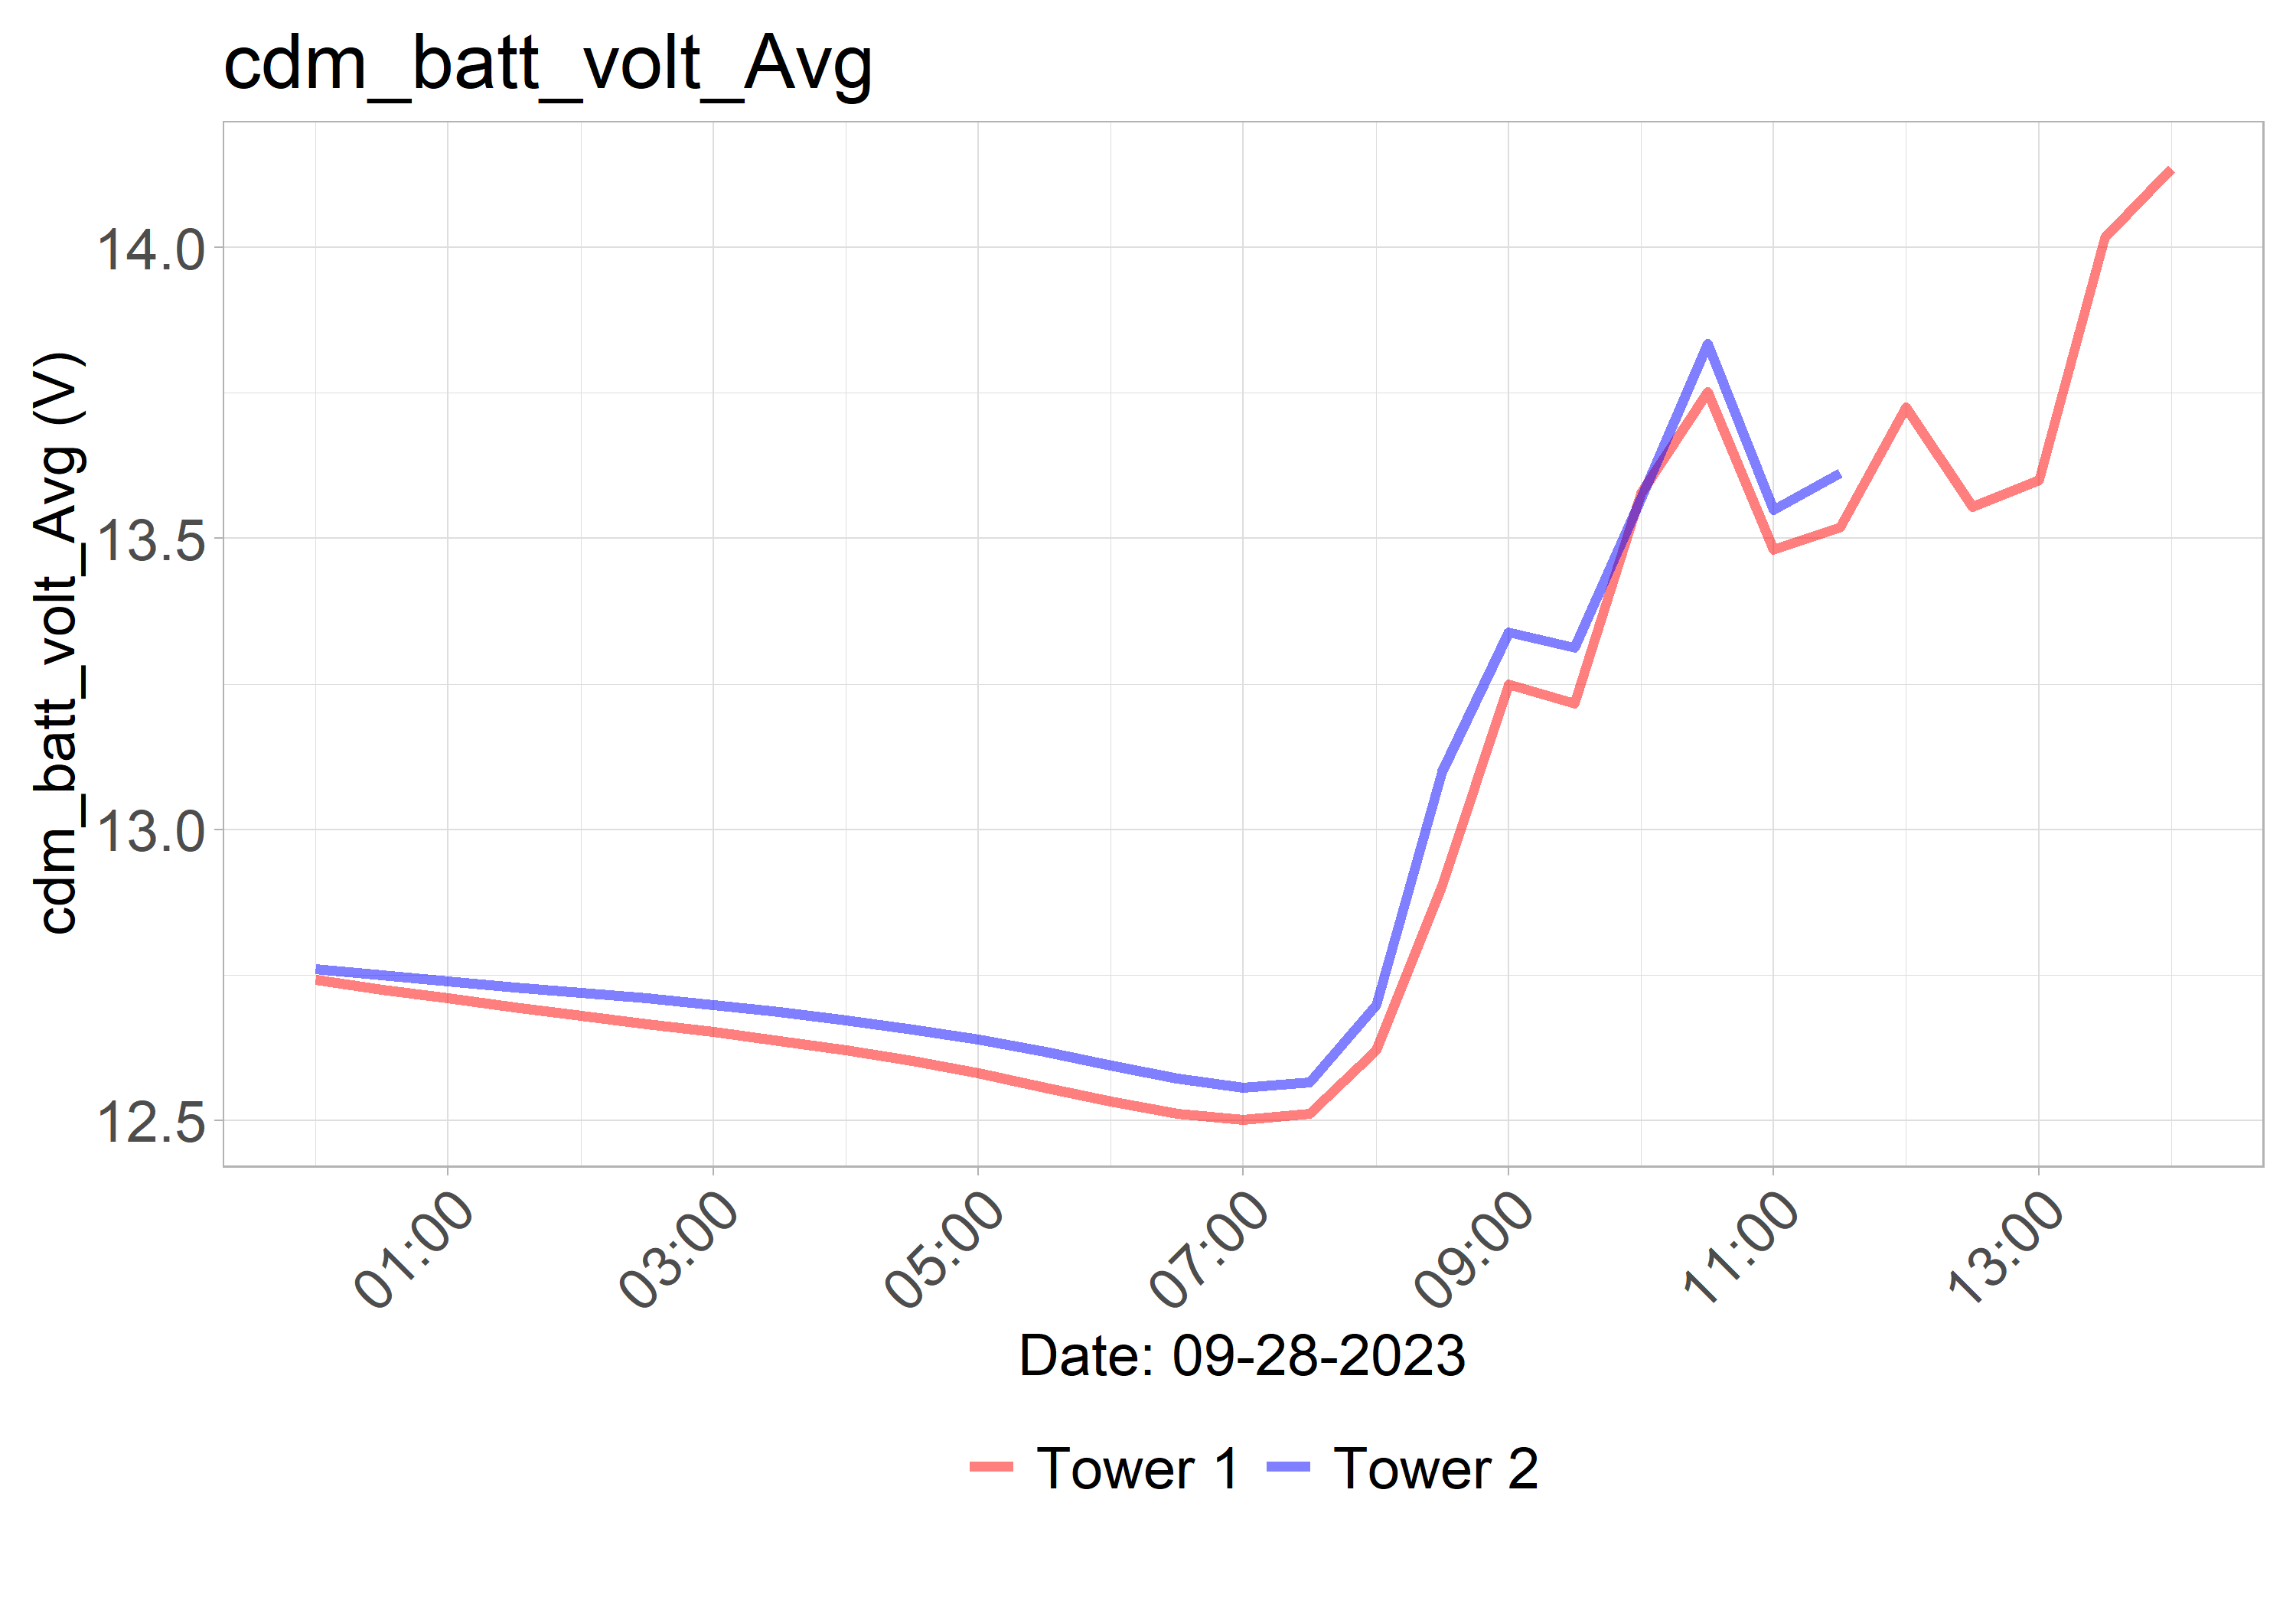 cdm_batt_volt_Avg
cdm_batt_volt_Avg (V)
14.0
13.5
13.0
12.5
01:00
03:00
05:00
07:00
09:00
11:00
13:00
Date: 09-28-2023
Tower 1
Tower 2